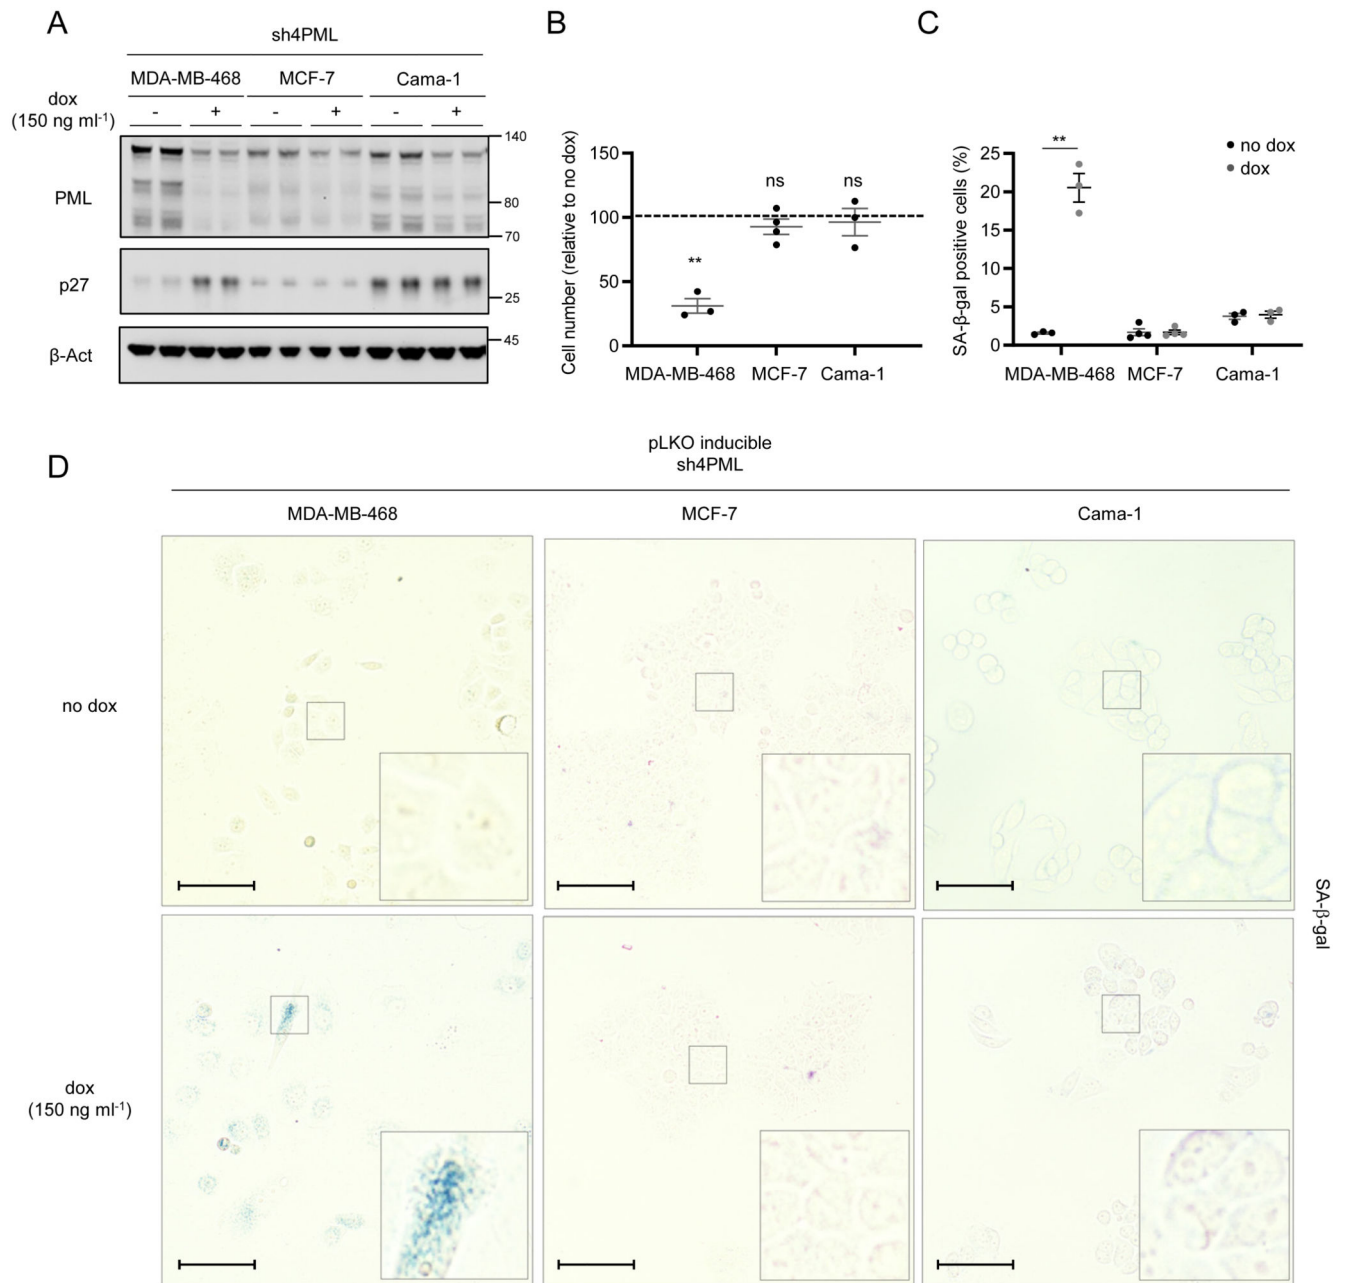 A
sh4PML
MDA-MB-468 MCF-7 Cama-1
dox
(150 ng ml-1)
- + - + - +
PML
140
80
70
p27
25
β-Act
45
B
Cell number (relative to no dox)
150
100
50
0
**
ns
ns
MDA-MB-468 MCF-7 Cama-1
C
SA-β-gal positive cells (%)
25
20
15
10
5
0
**
no dox
dox
MDA-MB-468 MCF-7 Cama-1
D
pLKO inducible
sh4PML
MDA-MB-468 MCF-7 Cama-1
no dox
dox
(150 ng ml-1)
SA-β-gal